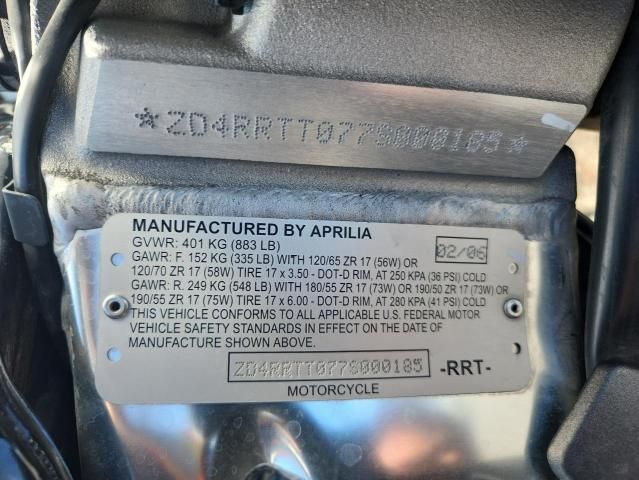 ★ZD4RRTT077S000185★
MANUFACTURED BY APRILIA
GVWR: 401 KG (883 LB)
02/06
GAWR: F. 152 KG (335 LB) WITH 120/65 ZR 17 (56W) OR
120/70 ZR 17 (58W) TIRE 17 x 3.50 - DOT-D RIM, AT 250 KPA (36 PSI) COLD
GAWR: R. 249 KG (548 LB) WITH 180/55 ZR 17 (73W) OR 190/50 ZR 17 (73W) OR
190/55 ZR 17 (75W) TIRE 17 x 6.00 - DOT-D RIM, AT 280 KPA (41 PSI) COLD
THIS VEHICLE CONFORMS TO ALL APPLICABLE U.S. FEDERAL MOTOR
VEHICLE SAFETY STANDARDS IN EFFECT ON THE DATE OF
MANUFACTURE SHOWN ABOVE.
ZD4RRTT077S000185 -RRT-
MOTORCYCLE